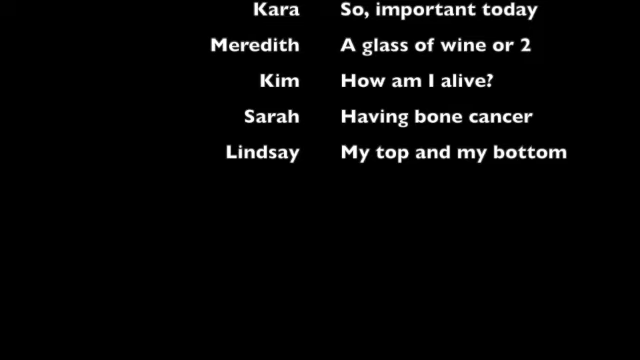 Kara So, important today
Meredith A glass of wine or 2
Kim How am I alive?
Sarah Having bone cancer
Lindsay My top and my bottom